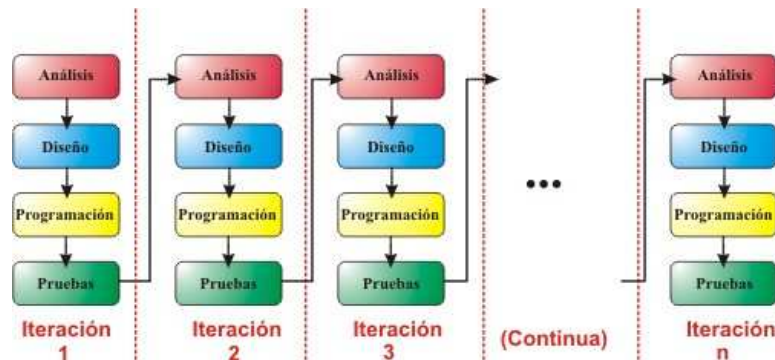 Análisis
Diseño
Programación
Pruebas
Iteración
1
Análisis
Diseño
Programación
Pruebas
Iteración
2
Análisis
Diseño
Programación
Pruebas
Iteración
3
...
(Continua)
Análisis
Diseño
Programación
Pruebas
Iteración
n